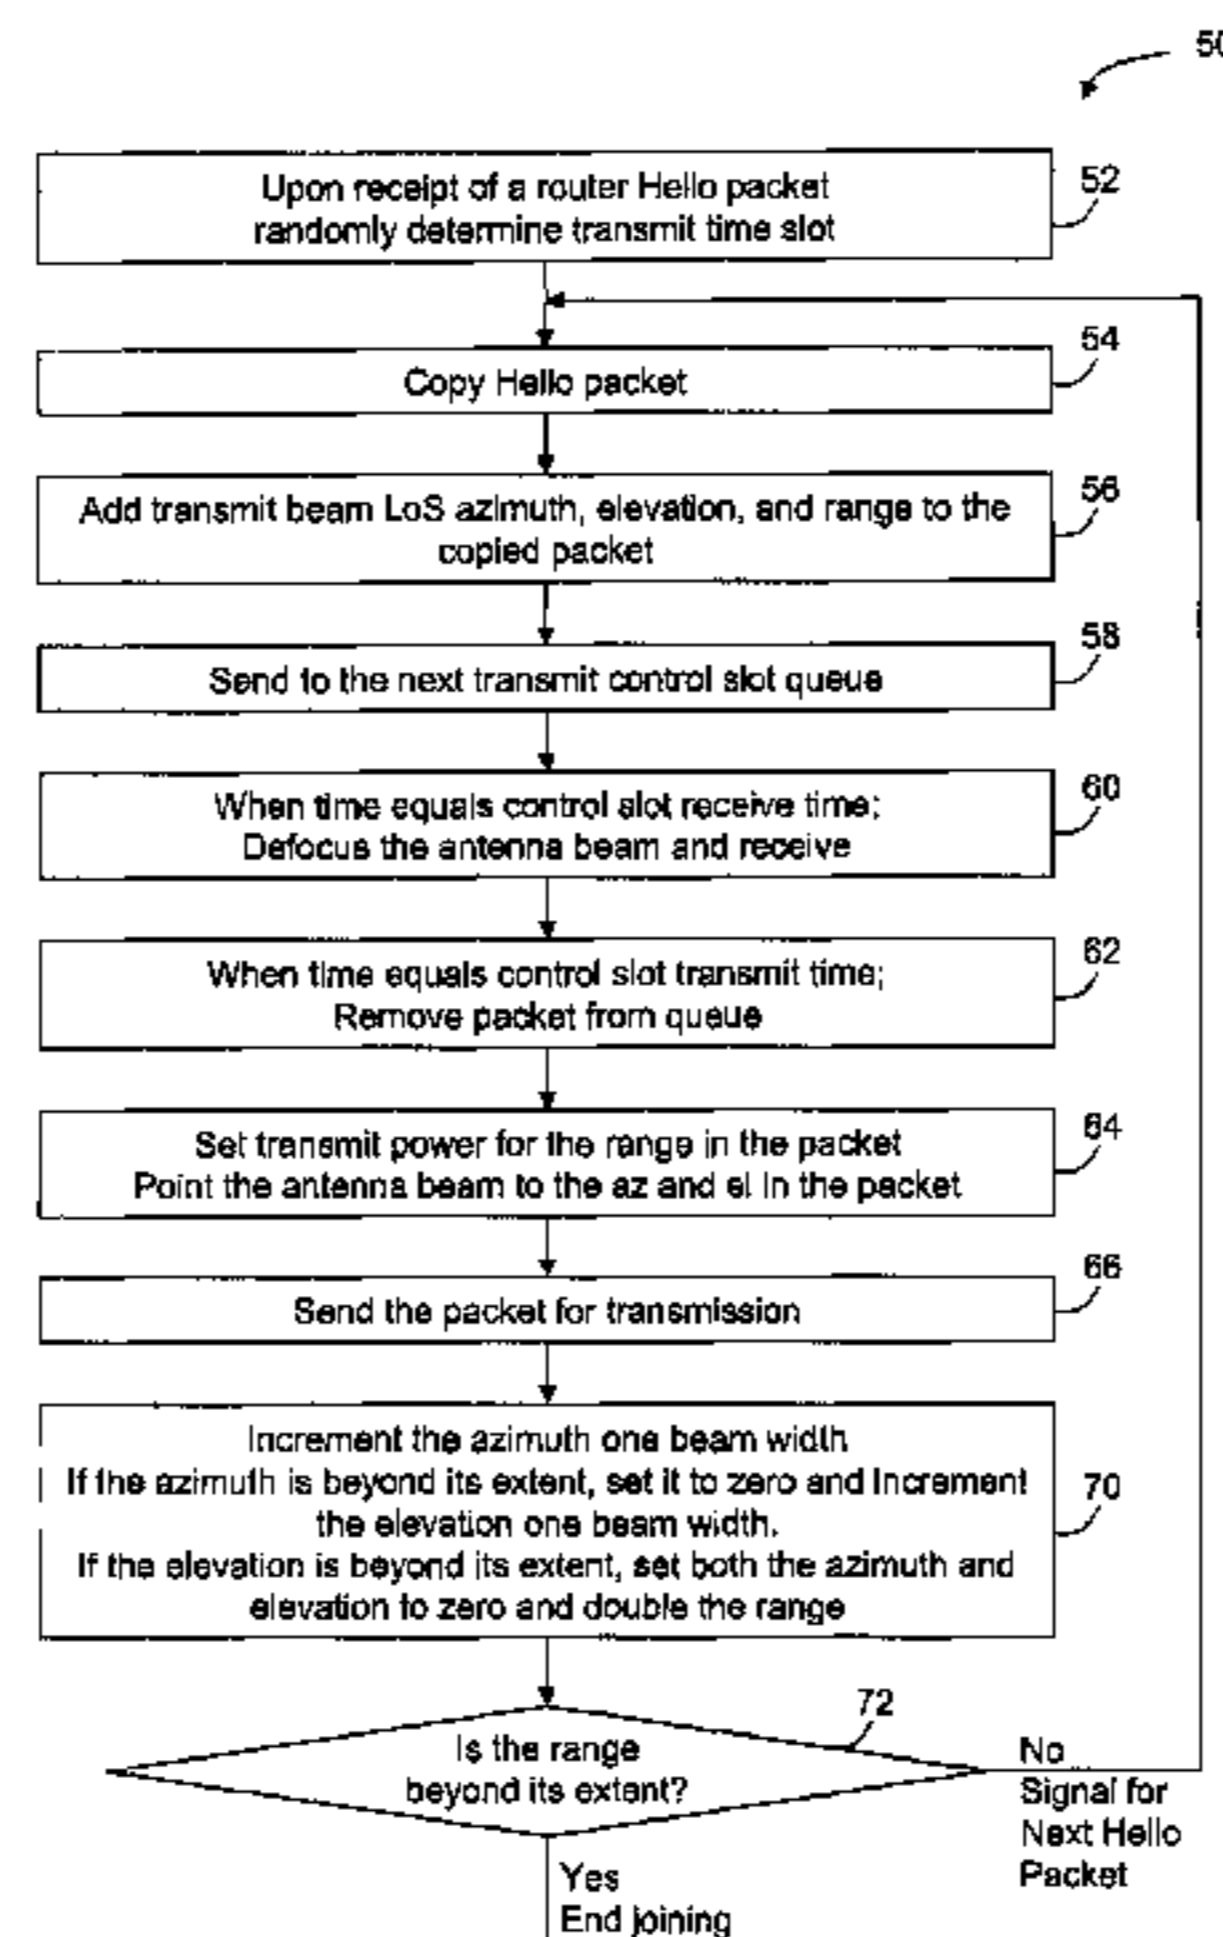 50
52
Upon receipt of a router Hello packet
randomly determine transmit time slot
54
Copy Hello packet
56
Add transmit beam LoS azimuth, elevation, and range to the
copied packet
58
Send to the next transmit control slot queue
60
When time equals control slot receive time;
Defocus the antenna beam and receive
62
When time equals control slot transmit time;
Remove packet from queue
64
Set transmit power for the range in the packet
Point the antenna beam to the az and el in the packet
66
Send the packet for transmission
70
Increment the azimuth one beam width
If the azimuth is beyond its extent, set it to zero and increment
the elevation one beam width.
If the elevation is beyond its extent, set both the azimuth and
elevation to zero and double the range
72
Is the range
beyond its extent?
No
Signal for
Next Hello
Packet
Yes
End joining